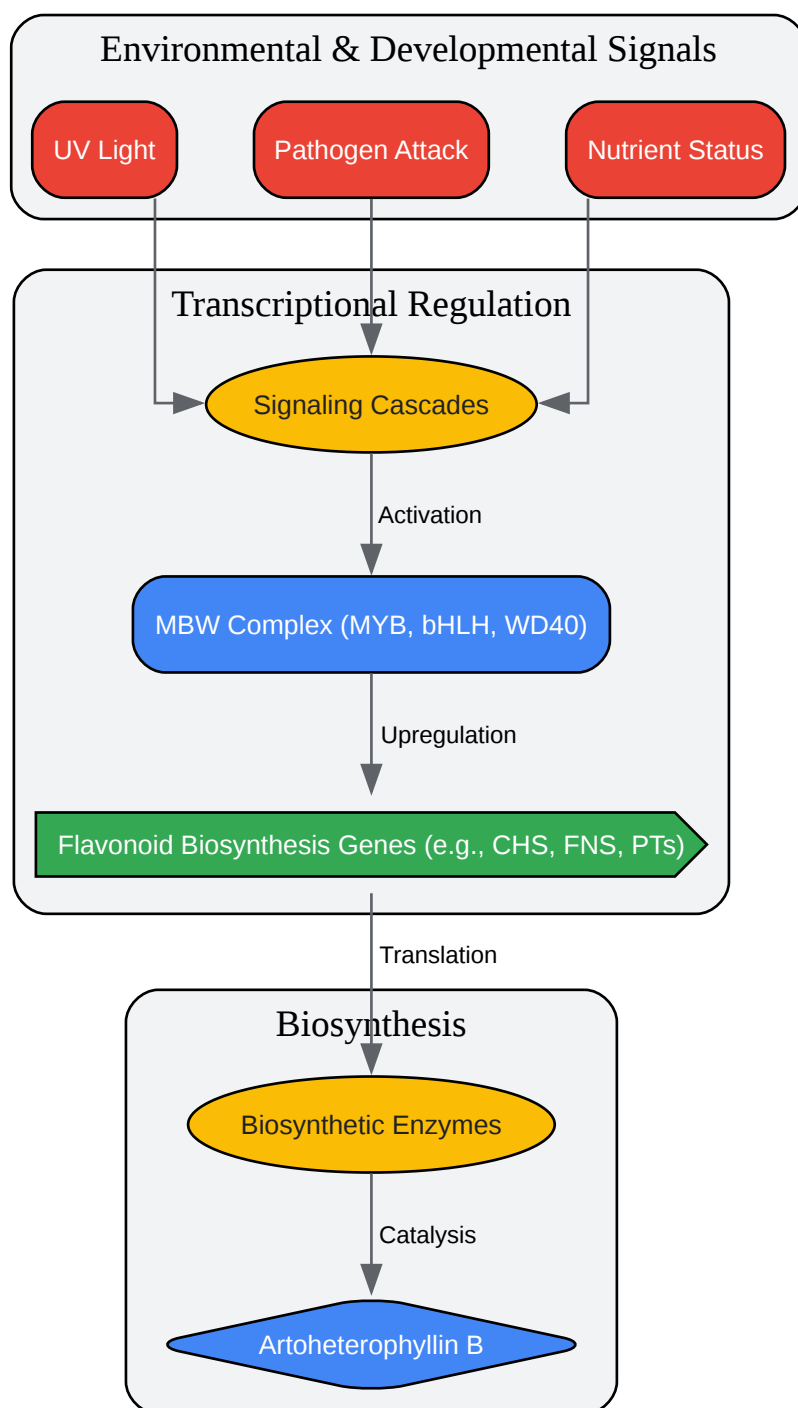 Environmental & Developmental Signals
UV Light
Pathogen Attack
Nutrient Status
Transcriptional Regulation
Signaling Cascades
Activation
MBW Complex (MYB, bHLH, WD40)
Upregulation
Flavonoid Biosynthesis Genes (e.g., CHS, FNS, PTs)
Translation
Biosynthesis
Biosynthetic Enzymes
Catalysis
Artoheterophyllin B